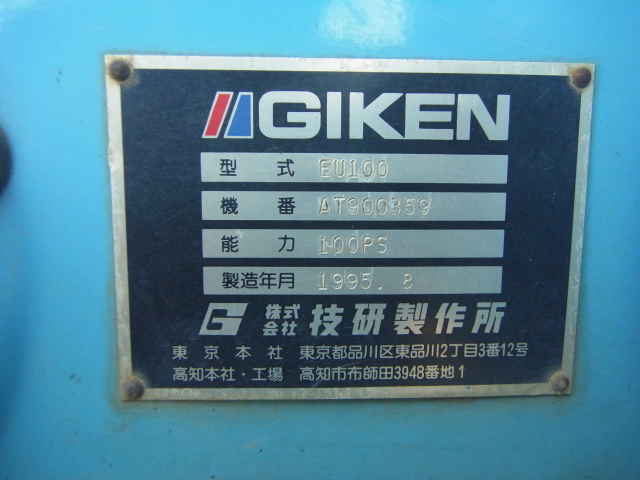 GIKEN
型式 EU100
機番 AT900359
能力 100PS
製造年月 1995. 8
株式会社 技研製作所
東京本社 東京都品川区東品川2丁目3番12号
高知本社・工場 高知市布師田3948番地1